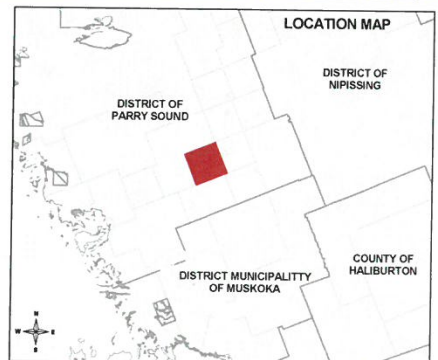 LOCATION MAP
DISTRICT OF
NIPISSING
DISTRICT OF
PARRY SOUND
DISTRICT MUNICIPALITTY
OF MUSKOKA
COUNTY OF
HALIBURTON
N
W
E
S